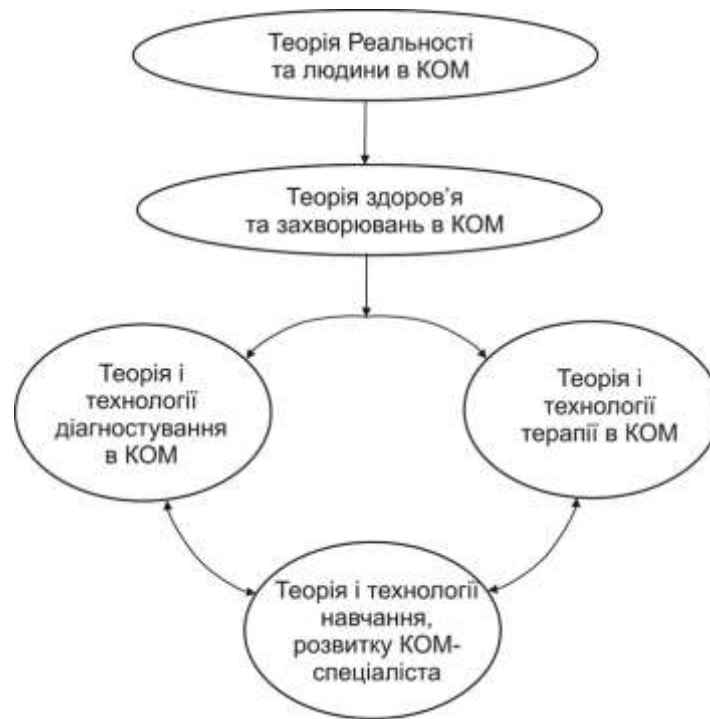 Теорія Реальності
та людини в КОМ
Теорія здоров’я
та захворювань в КОМ
Теорія і
технології
діагностування
в КОМ
Теорія і
технології
терапії в КОМ
Теорія і технології
навчання,
розвитку КОМ-
спеціаліста